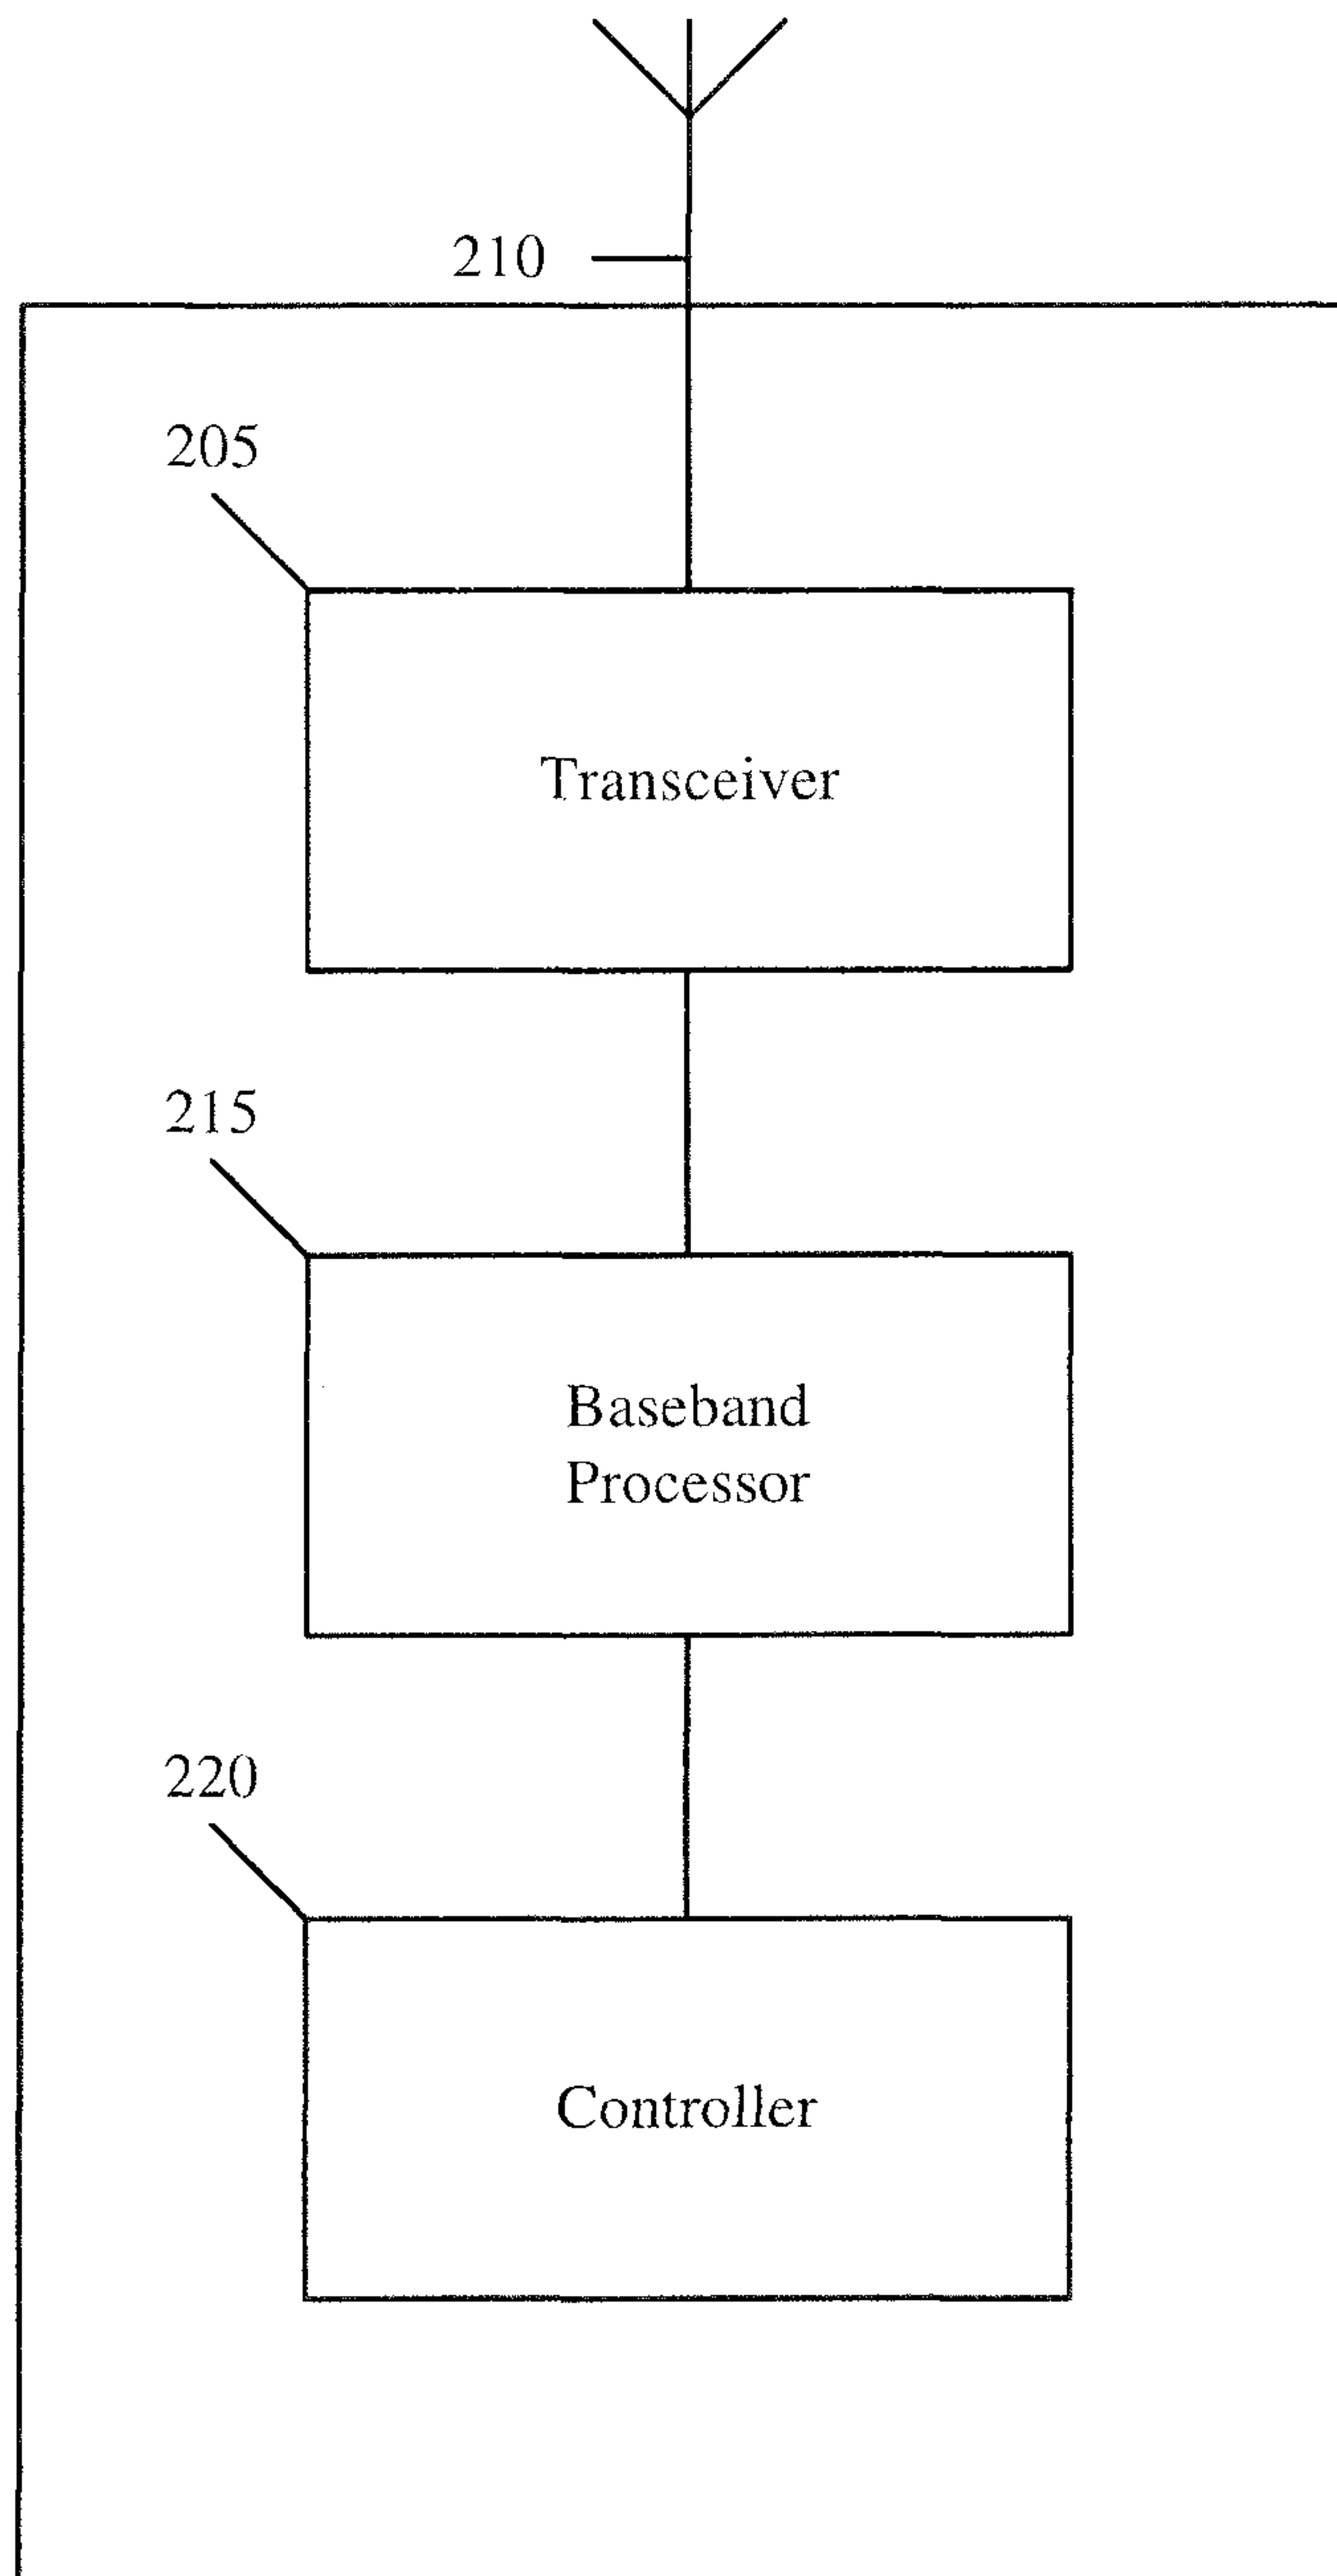 210
205
Transceiver
215
Baseband
Processor
220
Controller